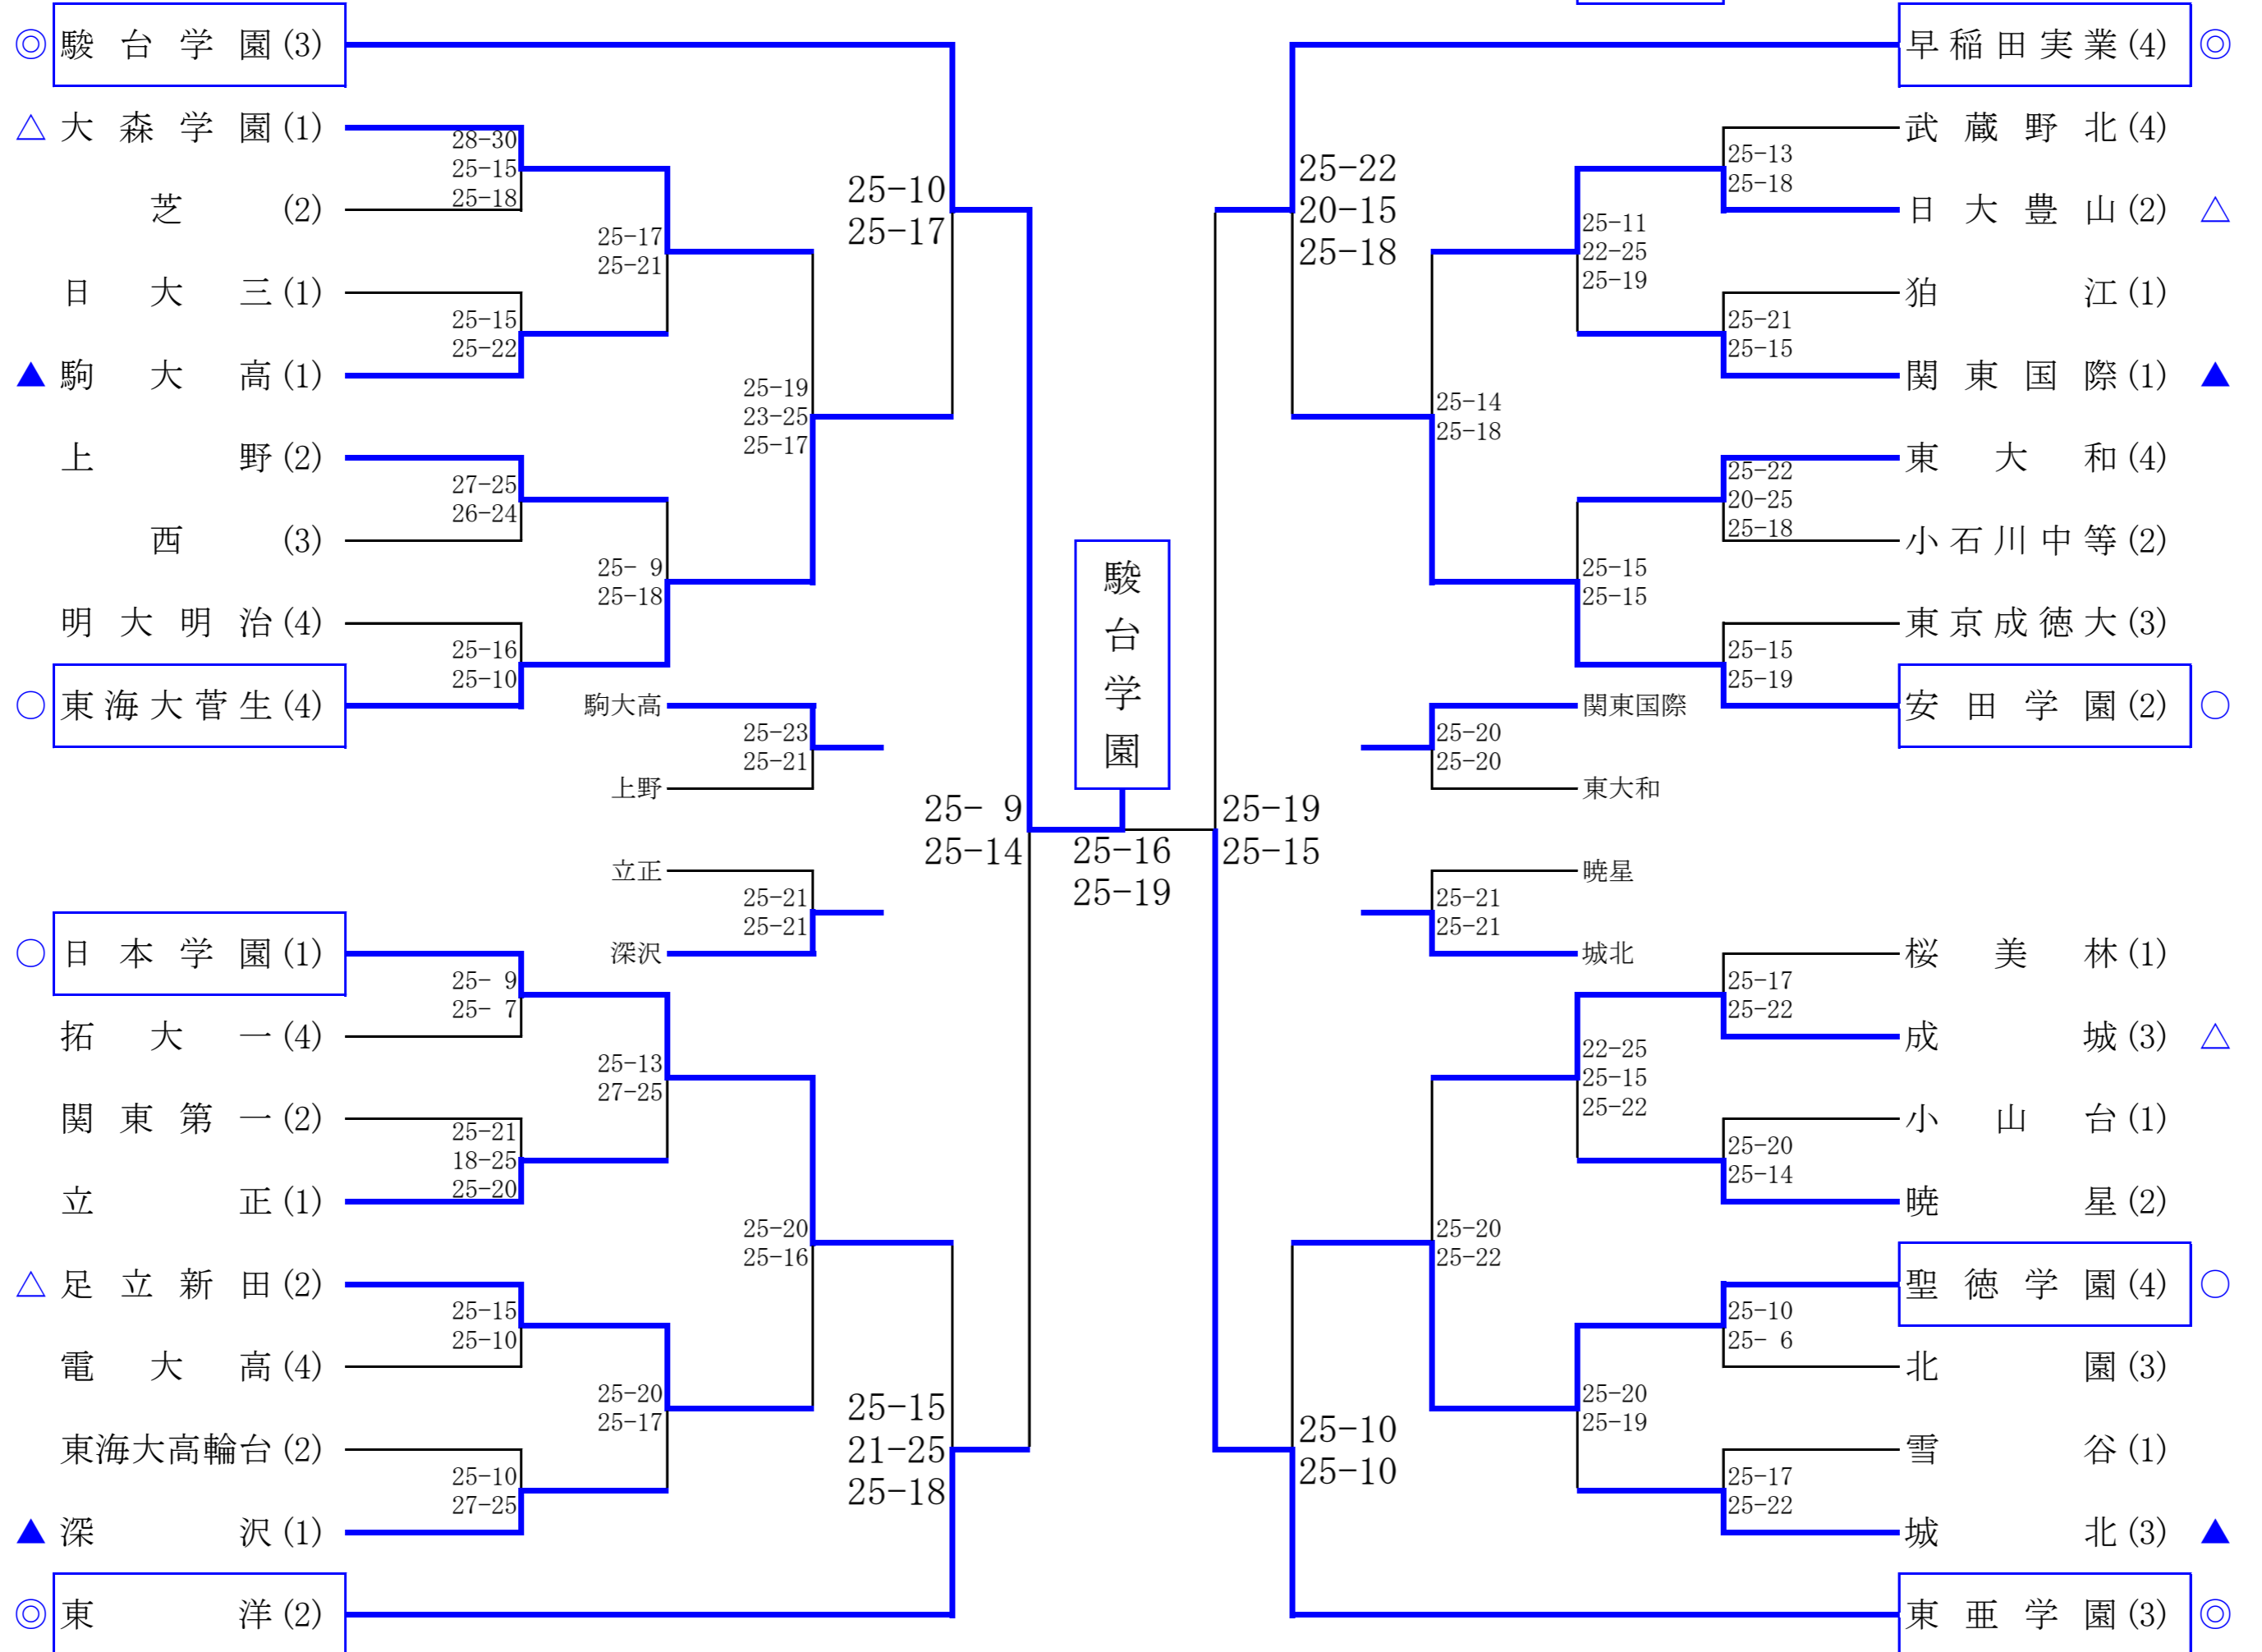 ◎ 駿台学園(3)
△ 大森学園(1)
28-30
25-15
25-18
芝(2)
25-17
25-21
日大三(1)
25-15
25-22
▲ 駒大高(1)
25-19
23-25
25-17
上野(2)
27-25
26-24
西(3)
25- 9
25-18
明大明治(4)
25-16
25-10
○ 東海大菅生(4)
25-10
25-17
駒大高
25-23
25-21
上野
立正
25-21
25-21
深沢
25- 9
25-14
○ 日本学園(1)
25- 9
25- 7
拓大一(4)
25-13
27-25
関東第一(2)
25-21
18-25
25-20
立正(1)
25-20
25-16
△ 足立新田(2)
25-15
25-10
電大高(4)
25-20
25-17
東海大高輪台(2)
25-10
27-25
▲ 深沢(1)
25-15
21-25
25-18
◎ 東洋(2)
駿台学園
25-16
25-19
早稲田実業(4) ◎
25-22
20-15
25-18
武蔵野北(4)
25-13
25-18
日大豊山(2) △
25-11
22-25
25-19
狛江(1)
25-21
25-15
関東国際(1) ▲
25-14
25-18
東大和(4)
25-22
20-25
25-18
小石川中等(2)
25-15
25-15
東京成徳大(3)
25-15
25-19
安田学園(2) ○
関東国際
25-20
25-20
東大和
25-19
25-15
暁星
25-21
25-21
城北
桜美林(1)
25-17
25-22
成城(3) △
22-25
25-15
25-22
小山台(1)
25-20
25-14
暁星(2)
25-20
25-22
聖徳学園(4) ○
25-10
25- 6
北園(3)
25-20
25-19
雪谷(1)
25-17
25-22
城北(3) ▲
25-10
25-10
東亜学園(3) ◎